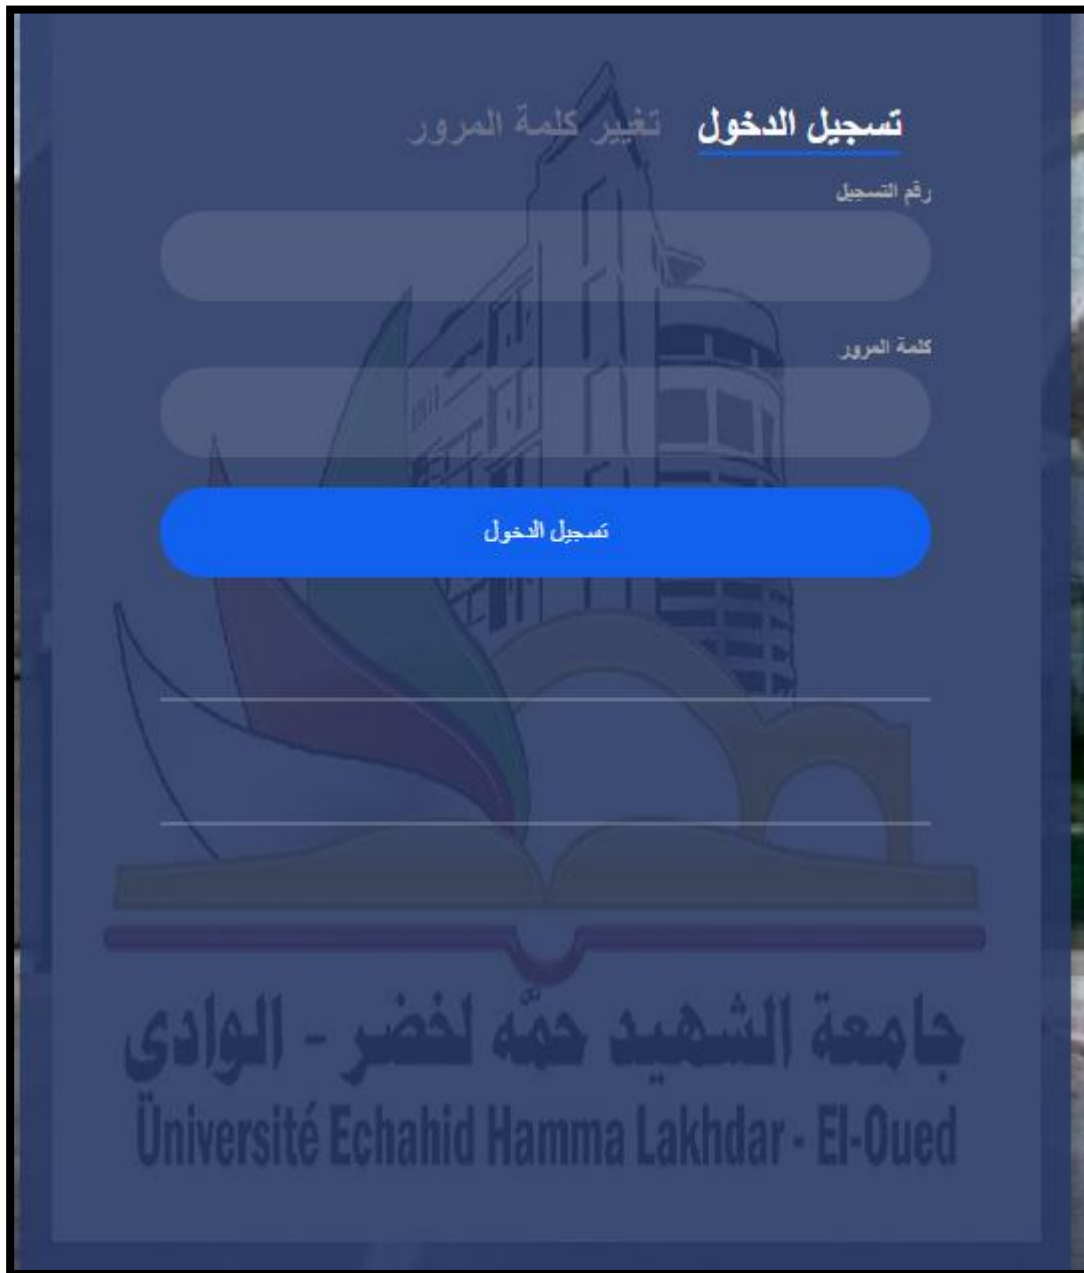 تسجيل الدخول تغيير كلمة المرور
رقم التسجيل
كلمة المرور
تسجيل الدخول
جامعة الشهيد حمّه لخضر - الوادي
Üniversité Echahid Hamma Lakhdar - El-Oued